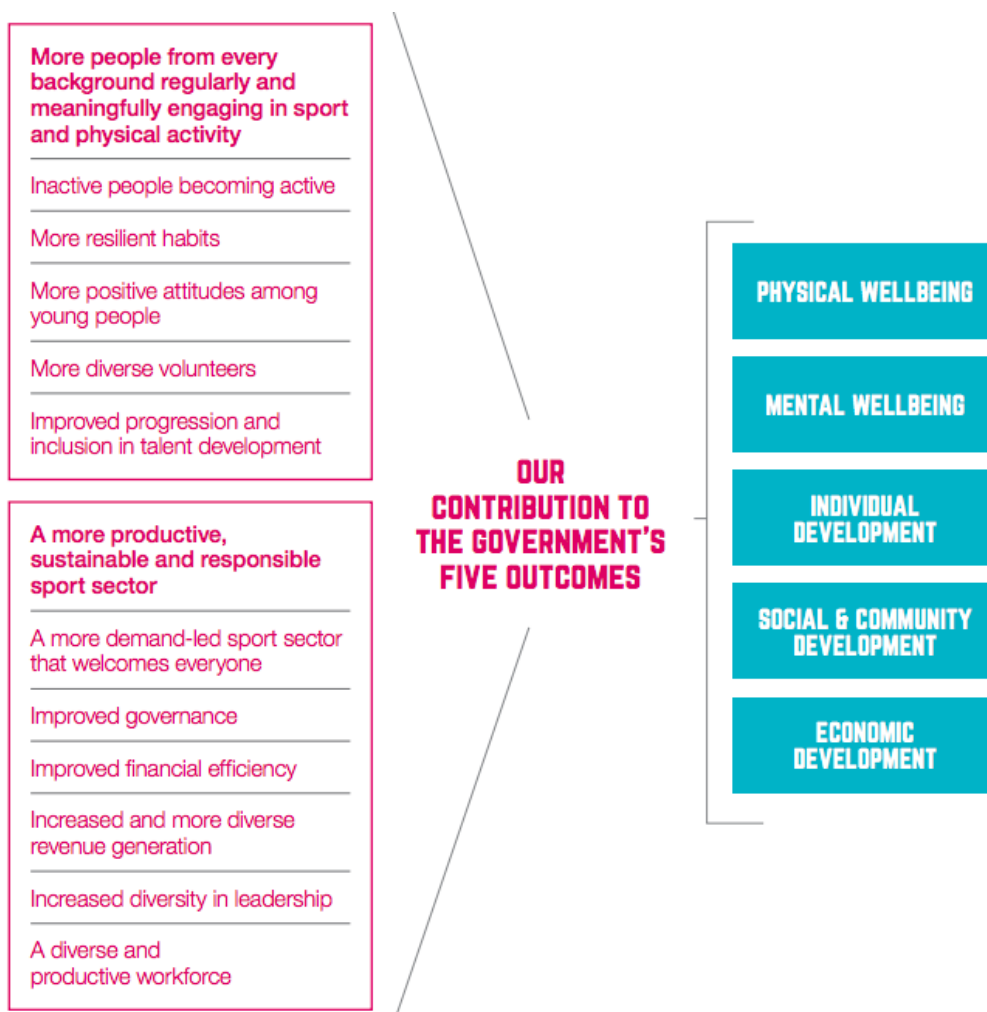 More people from every
background regularly and
meaningfully engaging in sport
and physical activity
Inactive people becoming active
More resilient habits
More positive attitudes among
young people
More diverse volunteers
Improved progression and
inclusion in talent development
A more productive,
sustainable and responsible
sport sector
A more demand-led sport sector
that welcomes everyone
Improved governance
Improved financial efficiency
Increased and more diverse
revenue generation
Increased diversity in leadership
A diverse and
productive workforce
OUR
CONTRIBUTION TO
THE GOVERNMENT'S
FIVE OUTCOMES
PHYSICAL WELLBEING
MENTAL WELLBEING
INDIVIDUAL
DEVELOPMENT
SOCIAL & COMMUNITY
DEVELOPMENT
ECONOMIC
DEVELOPMENT